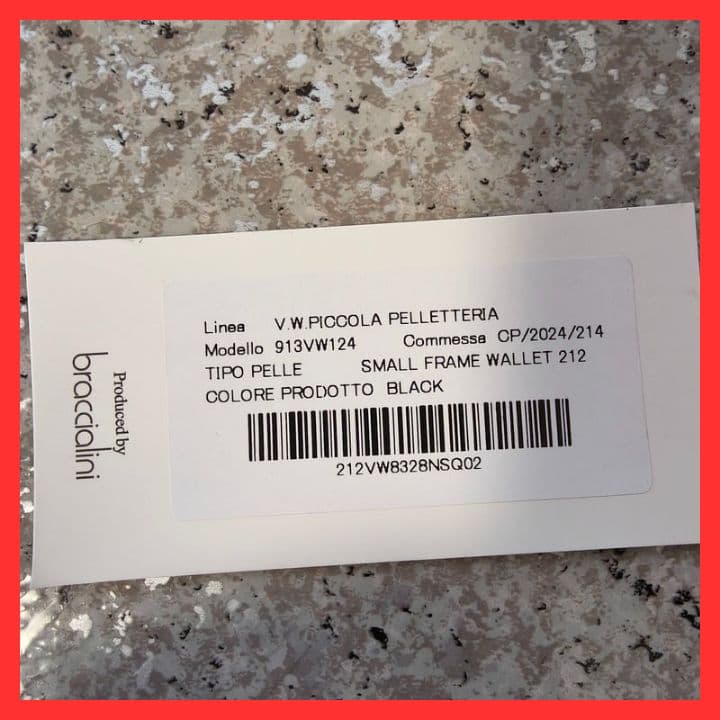 Linea V.W.PICCOLA PELLETTERIA
Modello 913VW124 Commessa CP/2024/214
TIPO PELLE SMALL FRAME WALLET 212
COLORE PRODOTTO BLACK
212VW8328NSQ02
Produced by
braccialini